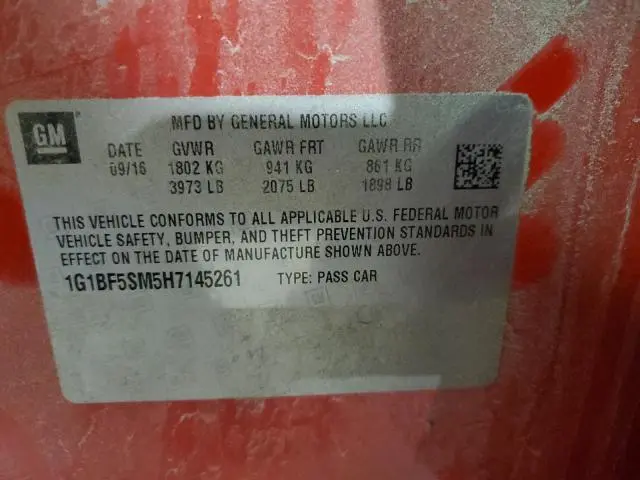 GM
MFD BY GENERAL MOTORS LLC
DATE GVWR GAWR FRT GAWR RR
09/16 1802 KG 941 KG 861 KG
3973 LB 2075 LB 1898 LB
THIS VEHICLE CONFORMS TO ALL APPLICABLE U.S. FEDERAL MOTOR
VEHICLE SAFETY, BUMPER, AND THEFT PREVENTION STANDARDS IN
EFFECT ON THE DATE OF MANUFACTURE SHOWN ABOVE.
1G1BF5SM5H7145261 TYPE: PASS CAR